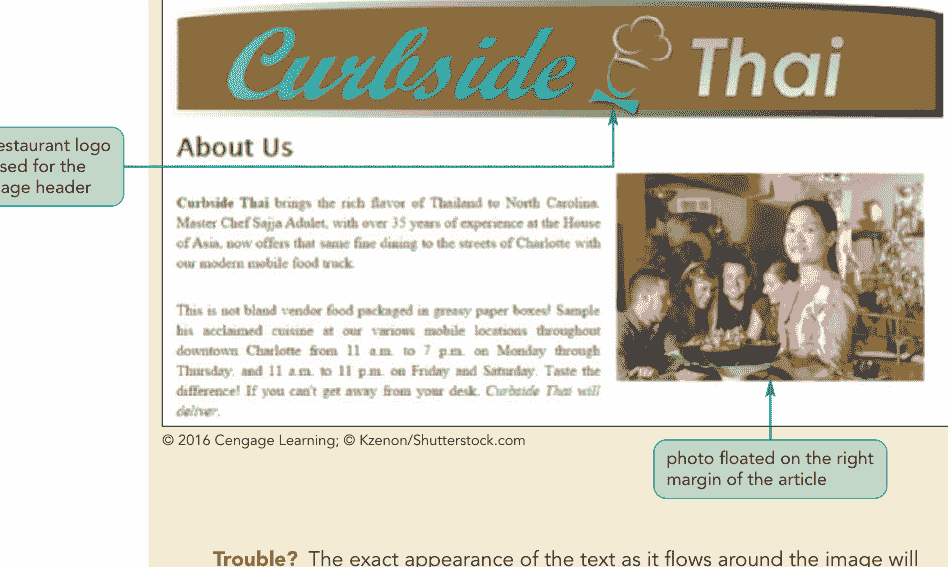 Curbside Thai
About Us
estaurant logo
sed for the
age header
Curbside Thai brings the rich flavor of Thailand to North Carolina.
Master Chef Sajja Adulet, with over 35 years of experience at the House
of Asia, now offers that same fine dining to the streets of Charlotte with
our modern mobile food truck.
This is not bland vendor food packaged in greasy paper boxes! Sample
his acclaimed cuisine at our various mobile locations throughout
downtown Charlotte from 11 a.m. to 7 p.m. on Monday through
Thursday, and 11 a.m. to 11 p.m. on Friday and Saturday. Taste the
difference! If you can't get away from your desk, Curbside Thai will
deliver.
© 2016 Cengage Learning; © Kzenon/Shutterstock.com
photo floated on the right
margin of the article
Trouble? The exact appearance of the text as it flows around the image will